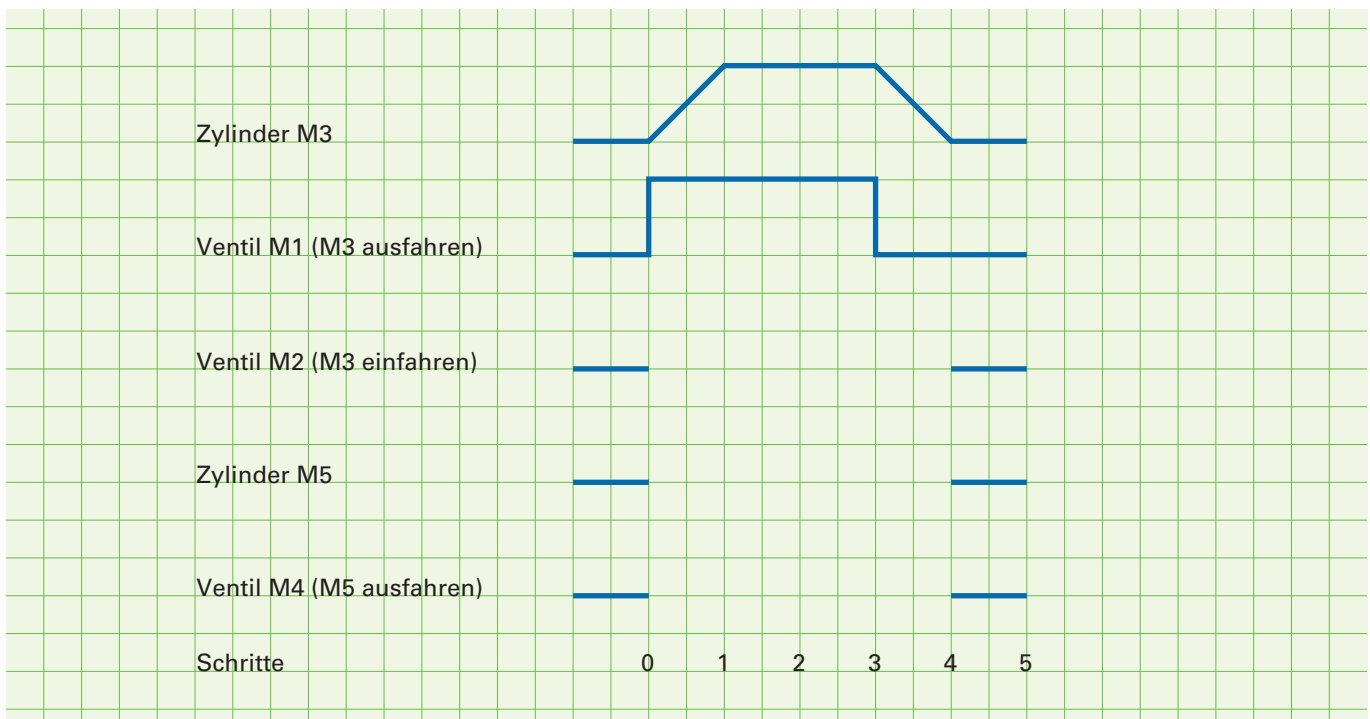 Zylinder M3
Ventil M1 (M3 ausfahren)
Ventil M2 (M3 einfahren)
Zylinder M5
Ventil M4 (M5 ausfahren)
Schritte 0 1 2 3 4 5